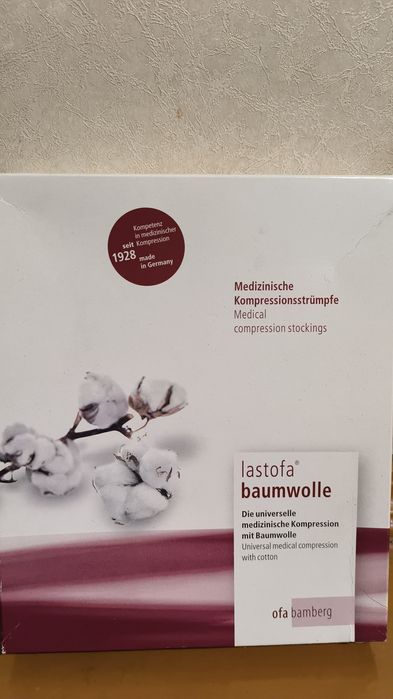 Kompetenz
in medizinischer
seit Kompression
1928 made
in Germany
Medizinische
Kompressionsstrümpfe
Medical
compression stockings
lastofa®
baumwolle
Die universelle
medizinische Kompression
mit Baumwolle
Universal medical compression
with cotton
ofa bamberg